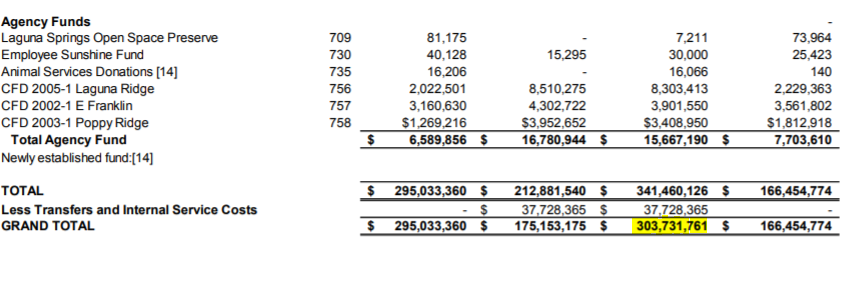 Agency Funds -
Laguna Springs Open Space Preserve 709 81,175 - 7,211 73,964
Employee Sunshine Fund 730 40,128 15,295 30,000 25,423
Animal Services Donations [14] 735 16,206 - 16,066 140
CFD 2005-1 Laguna Ridge 756 2,022,501 8,510,275 8,303,413 2,229,363
CFD 2002-1 E Franklin 757 3,160,630 4,302,722 3,901,550 3,561,802
CFD 2003-1 Poppy Ridge 758 $1,269,216 $3,952,652 $3,408,950 $1,812,918
Total Agency Fund $ 6,589,856 $ 16,780,944 $ 15,667,190 $ 7,703,610
Newly established fund:[14]
TOTAL $ 295,033,360 $ 212,881,540 $ 341,460,126 $ 166,454,774
Less Transfers and Internal Service Costs - $ 37,728,365 $ 37,728,365 -
GRAND TOTAL $ 295,033,360 $ 175,153,175 $ 303,731,761 $ 166,454,774